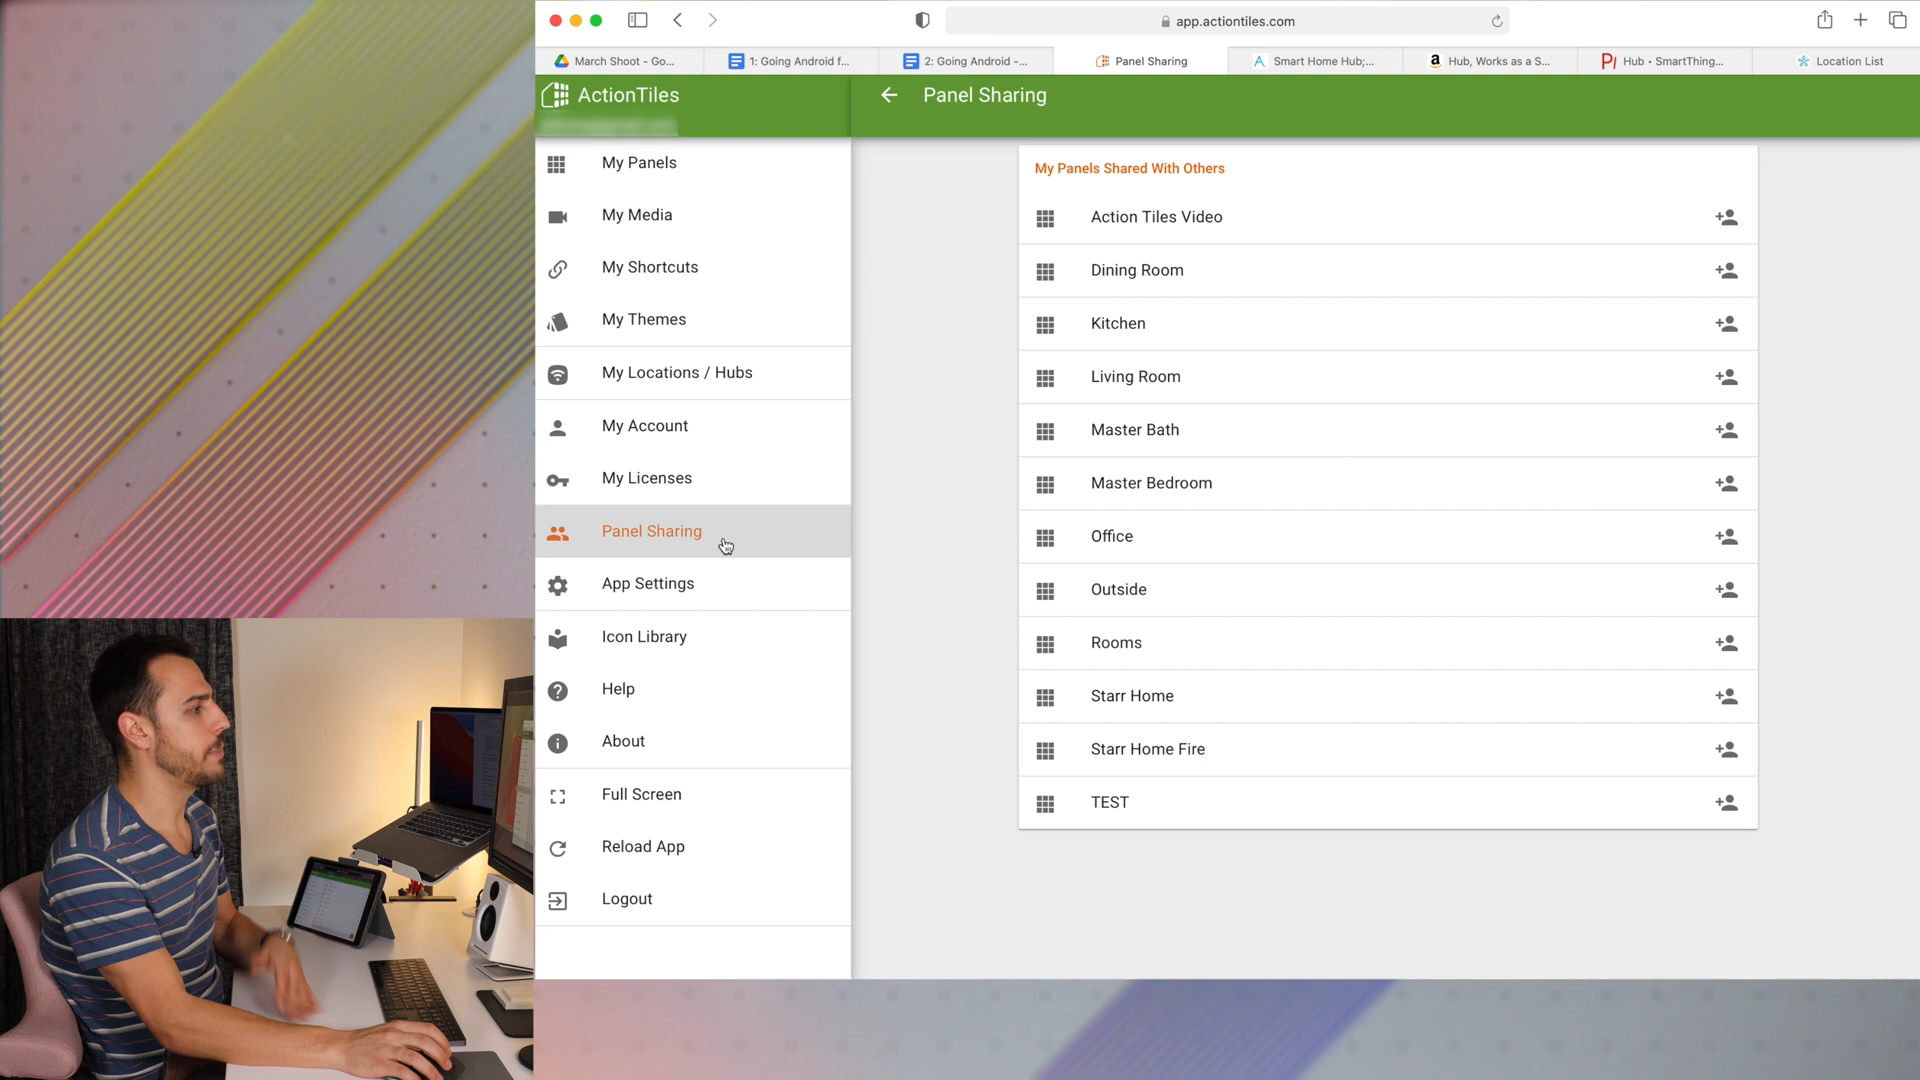 app.actiontiles.com
March Shoot - Go...
1: Going Android f...
2: Going Android -...
Panel Sharing
Smart Home Hub;...
Hub, Works as a S...
Hub • SmartThing...
Location List
ActionTiles
Panel Sharing
My Panels
My Media
My Shortcuts
My Themes
My Locations / Hubs
My Account
My Licenses
Panel Sharing
App Settings
Icon Library
Help
About
Full Screen
Reload App
Logout
My Panels Shared With Others
Action Tiles Video
Dining Room
Kitchen
Living Room
Master Bath
Master Bedroom
Office
Outside
Rooms
Starr Home
Starr Home Fire
TEST